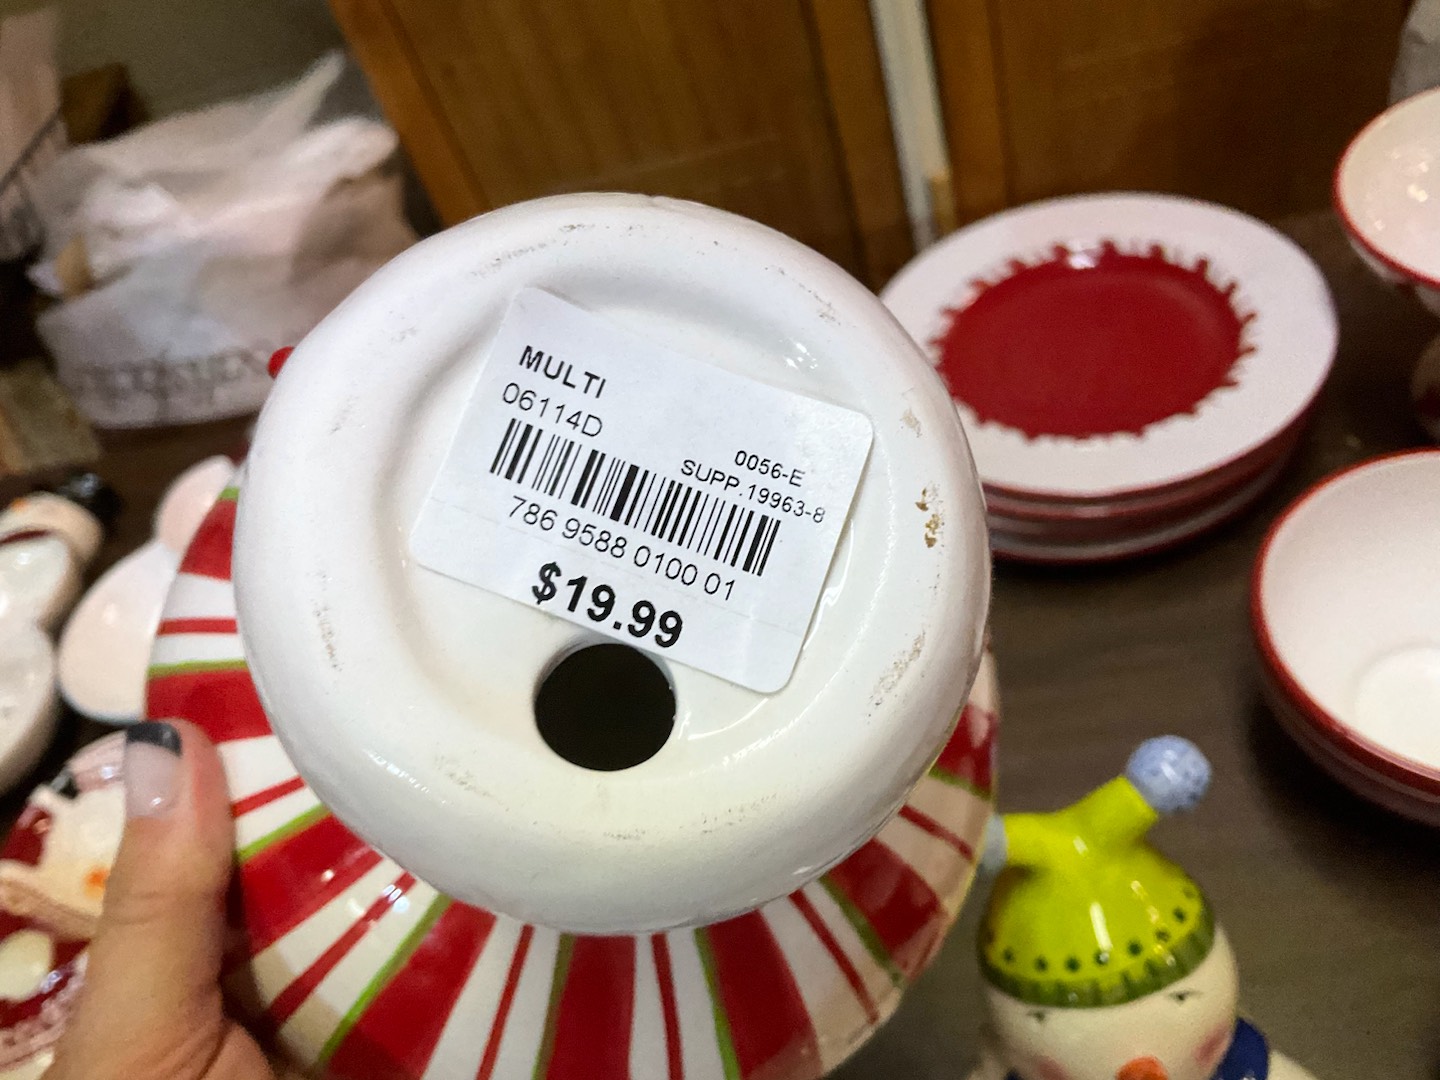 MULTI
06114D
0056-E
SUPP.19963-8
786 9588 0100 01
$19.99